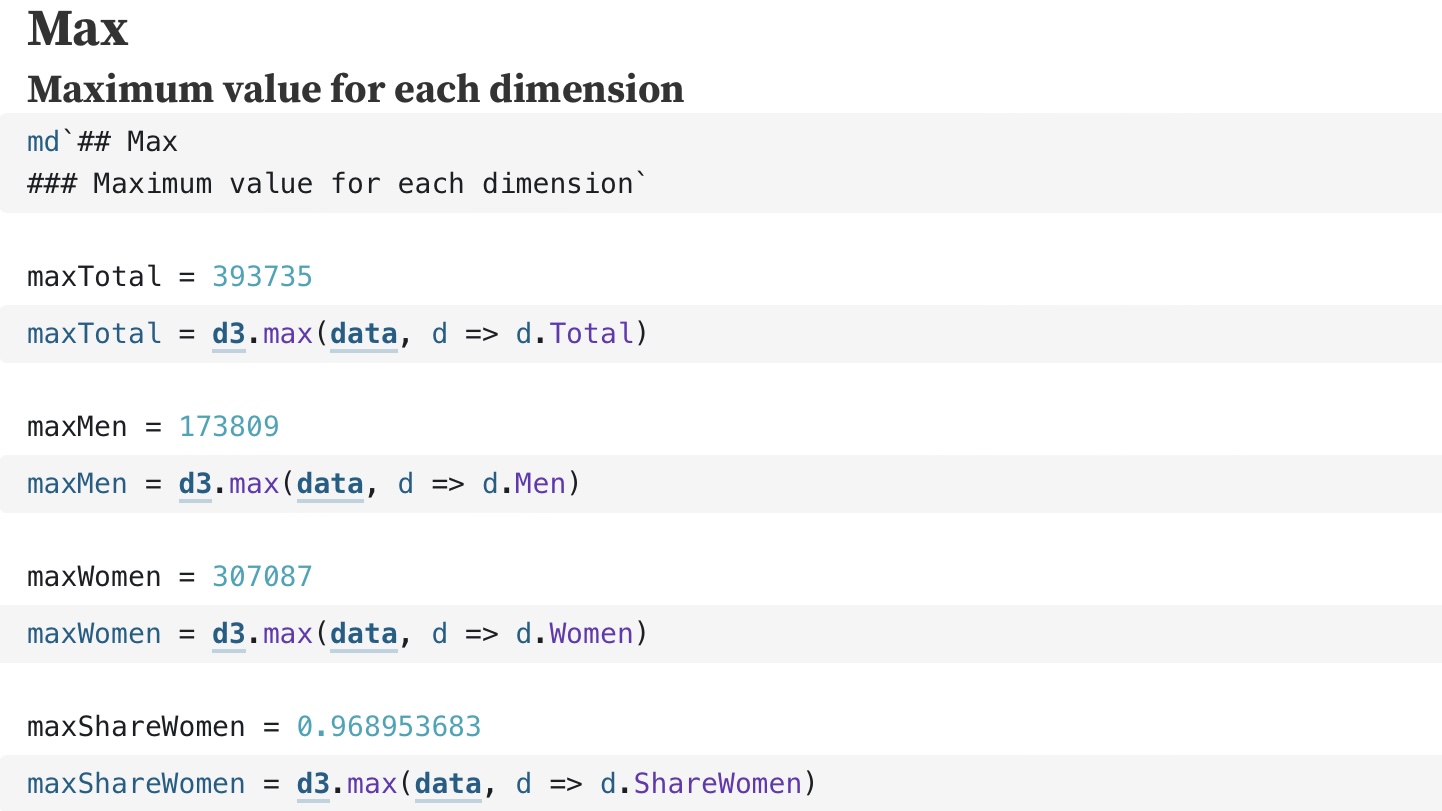 Max
Maximum value for each dimension
md`## Max
### Maximum value for each dimension`
maxTotal = 393735
maxTotal = d3.max(data, d => d.Total)
maxMen = 173809
maxMen = d3.max(data, d => d.Men)
maxWomen = 307087
maxWomen = d3.max(data, d => d.Women)
maxShareWomen = 0.968953683
maxShareWomen = d3.max(data, d => d.ShareWomen)